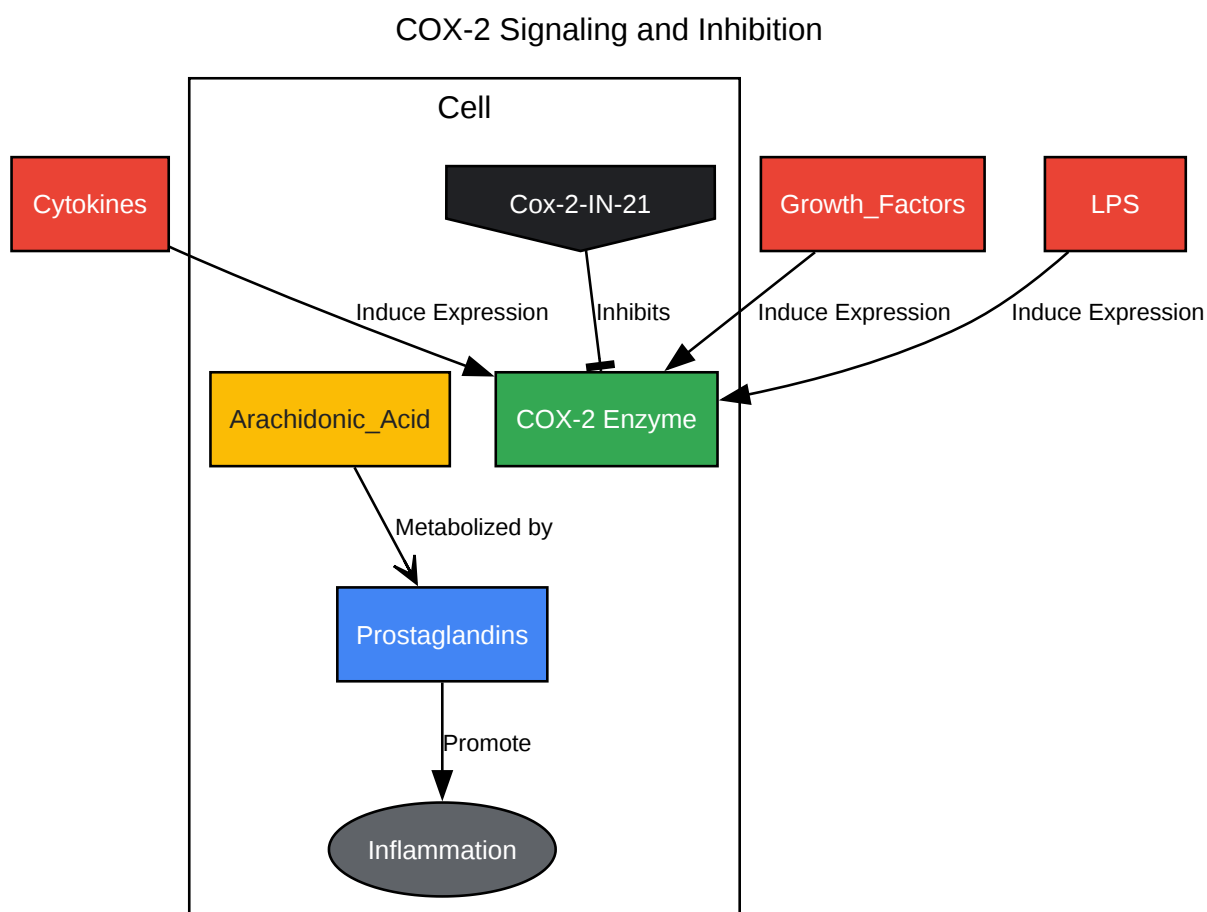 COX-2 Signaling and Inhibition
Cell
Cytokines
Cox-2-IN-21
Growth_Factors
LPS
Induce Expression
Inhibits
Induce Expression
Induce Expression
Arachidonic_Acid
COX-2 Enzyme
Metabolized by
Prostaglandins
Promote
Inflammation